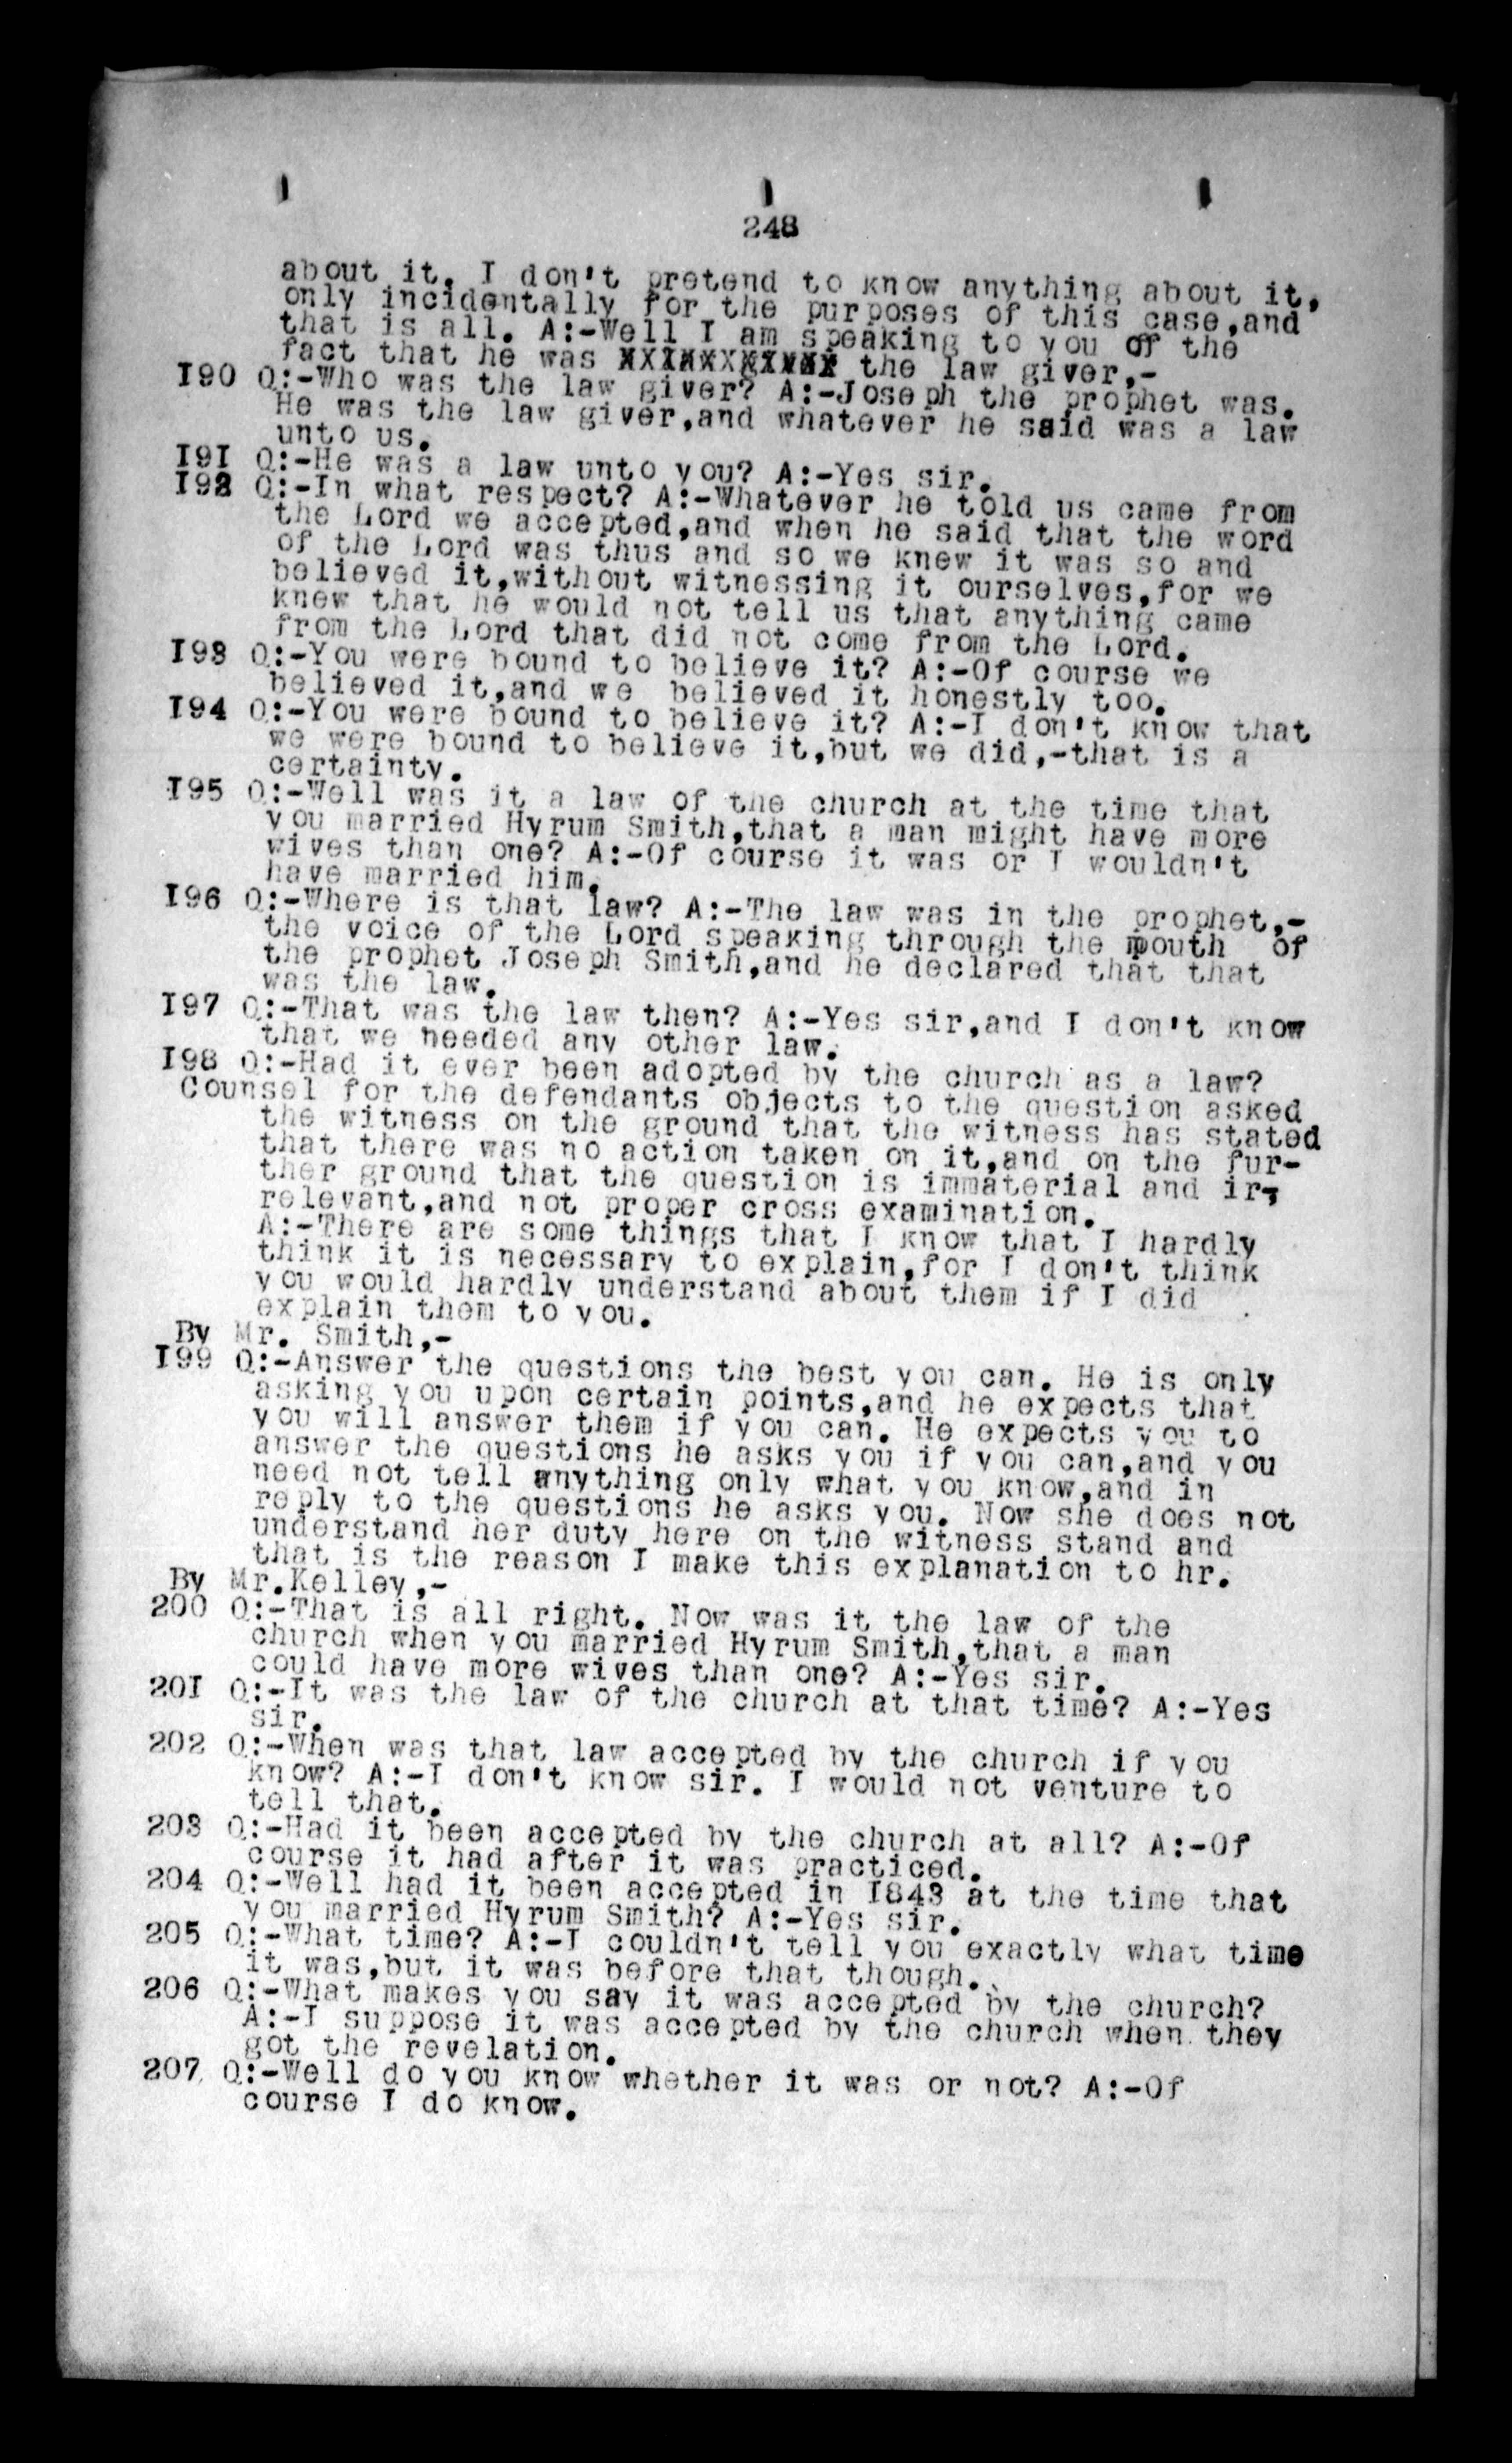 248
about it. I don't pretend to know anything about it,
only incidentally for the purposes of this case,and
that is all. A:-Well I am speaking to you of the
fact that he was the law giver,-
I90 Q:-Who was the law giver? A:-Joseph the prophet was.
He was the law giver,and whatever he said was a law
unto us.
I9I Q:-He was a law unto you? A:-Yes sir.
I92 Q:-In what respect? A:-Whatever he told us came from
the Lord we accepted,and when he said that the word
of the Lord was thus and so we knew it was so and
believed it,without witnessing it ourselves,for we
knew that he would not tell us that anything came
from the Lord that did not come from the Lord.
I93 Q:-You were bound to believe it? A:-Of course we
believed it,and we believed it honestly too.
I94 Q:-You were bound to believe it? A:-I don't know that
we were bound to believe it,but we did,-that is a
certainty.
I95 Q:-Well was it a law of the church at the time that
you married Hyrum Smith,that a man might have more
wives than one? A:-Of course it was or I wouldn't
have married him.
I96 Q:-Where is that law? A:-The law was in the prophet,-
the voice of the Lord speaking through the mouth of
the prophet Joseph Smith,and he declared that that
was the law.
I97 Q:-That was the law then? A:-Yes sir,and I don't know
that we needed any other law.
I98 Q:-Had it ever been adopted by the church as a law?
Counsel for the defendants objects to the question asked
the witness on the ground that the witness has stated
that there was no action taken on it,and on the fur-
ther ground that the question is immaterial and ir-
relevant,and not proper cross examination.
A:-There are some things that I know that I hardly
think it is necessary to explain,for I don't think
you would hardly understand about them if I did
explain them to you.
By Mr. Smith,-
I99 Q:-Answer the questions the best you can. He is only
asking you upon certain points,and he expects that
you will answer them if you can. He expects you to
answer the questions he asks you if you can,and you
need not tell anything only what you know,and in
reply to the questions he asks you. Now she does not
understand her duty here on the witness stand and
that is the reason I make this explanation to hr.
By Mr.Kelley,-
200 Q:-That is all right. Now was it the law of the
church when you married Hyrum Smith,that a man
could have more wives than one? A:-Yes sir.
20I Q:-It was the law of the church at that time? A:-Yes
sir.
202 Q:-When was that law accepted by the church if you
know? A:-I don't know sir. I would not venture to
tell that.
203 Q:-Had it been accepted by the church at all? A:-Of
course it had after it was practiced.
204 Q:-Well had it been accepted in I843 at the time that
you married Hyrum Smith? A:-Yes sir.
205 Q:-What time? A:-I couldn't tell you exactly what time
it was,but it was before that though.
206 Q:-What makes you say it was accepted by the church?
A:-I suppose it was accepted by the church when they
got the revelation.
207 Q:-Well do you know whether it was or not? A:-Of
course I do know.